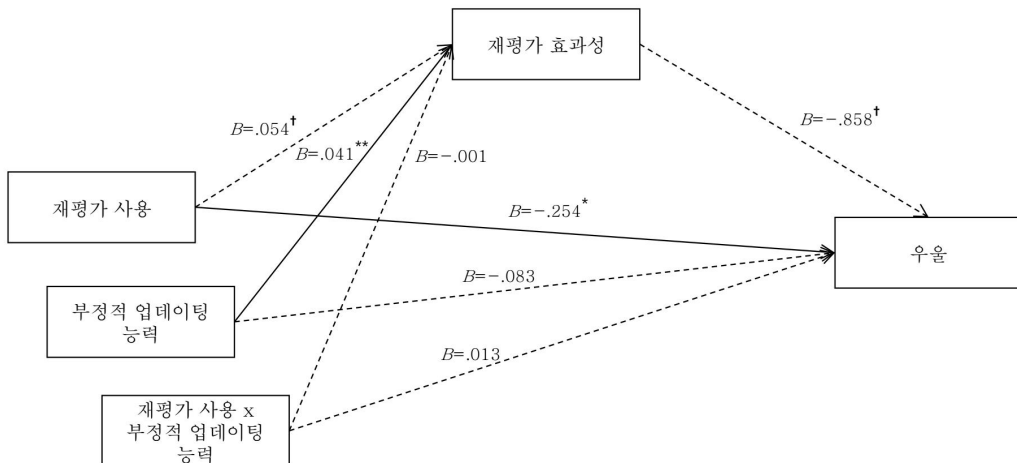 재평가 효과성
B=-.858†
B=.054†
B=.041**
B=-.001
재평가 사용
B=-.254*
우울
B=-.083
부정적 업데이팅
능력
B=.013
재평가 사용 x
부정적 업데이팅
능력